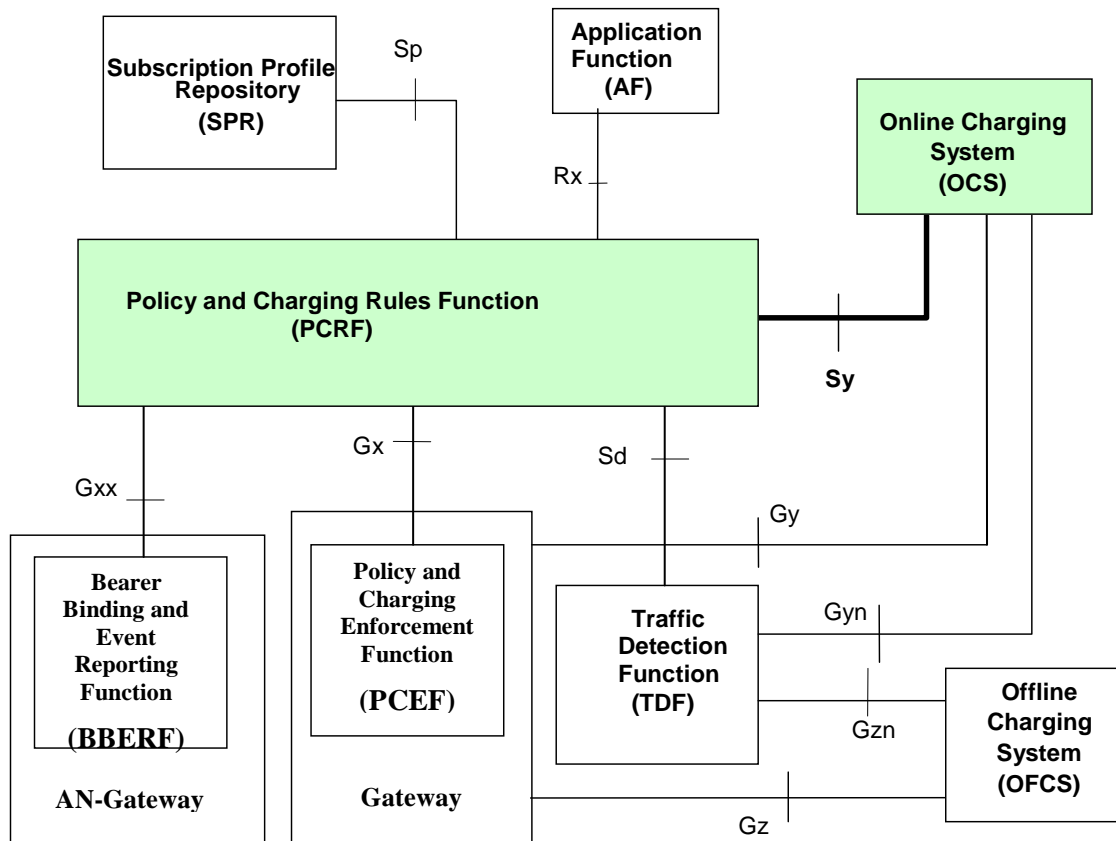 Sp
Application
Function
(AF)
Subscription Profile
Repository
(SPR)
Online Charging
System
(OCS)
Rx
Policy and Charging Rules Function
(PCRF)
Sy
Gxx
Gx
Sd
Gy
Bearer
Binding and
Event
Reporting
Function
(BBERF)
AN-Gateway
Policy and
Charging
Enforcement
Function
(PCEF)
Gateway
Traffic
Detection
Function
(TDF)
Gyn
Gzn
Offline
Charging
System
(OFCS)
Gz